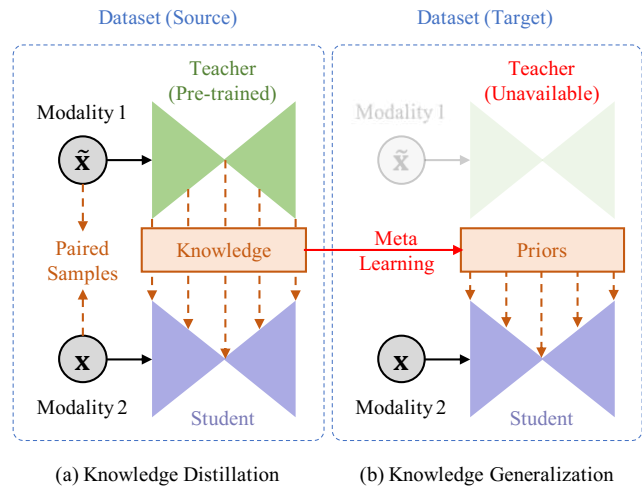 Dataset (Source)
Dataset (Target)
Teacher
(Pre-trained)
Modality 1
x̃
Paired
Samples
Knowledge
x
Modality 2
Student
Meta
Learning
Teacher
(Unavailable)
Modality 1
x̃
Priors
x
Modality 2
Student
(a) Knowledge Distillation
(b) Knowledge Generalization